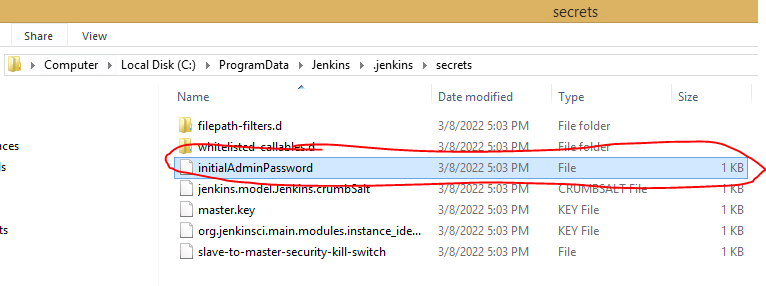 secrets
Share View
Computer Local Disk (C:) ProgramData Jenkins .jenkins secrets
Name Date modified Type Size
filepath-filters.d 3/8/2022 5:03 PM File folder
whitelisted-callables.d 3/8/2022 5:03 PM File folder
initialAdminPassword 3/8/2022 5:03 PM File 1 KB
jenkins.model.Jenkins.crumbSalt 3/8/2022 5:03 PM CRUMBSALT File 1 KB
master.key 3/8/2022 5:03 PM KEY File 1 KB
org.jenkinsci.main.modules.instance_ide... 3/8/2022 5:03 PM KEY File 1 KB
slave-to-master-security-kill-switch 3/8/2022 5:03 PM File 1 KB